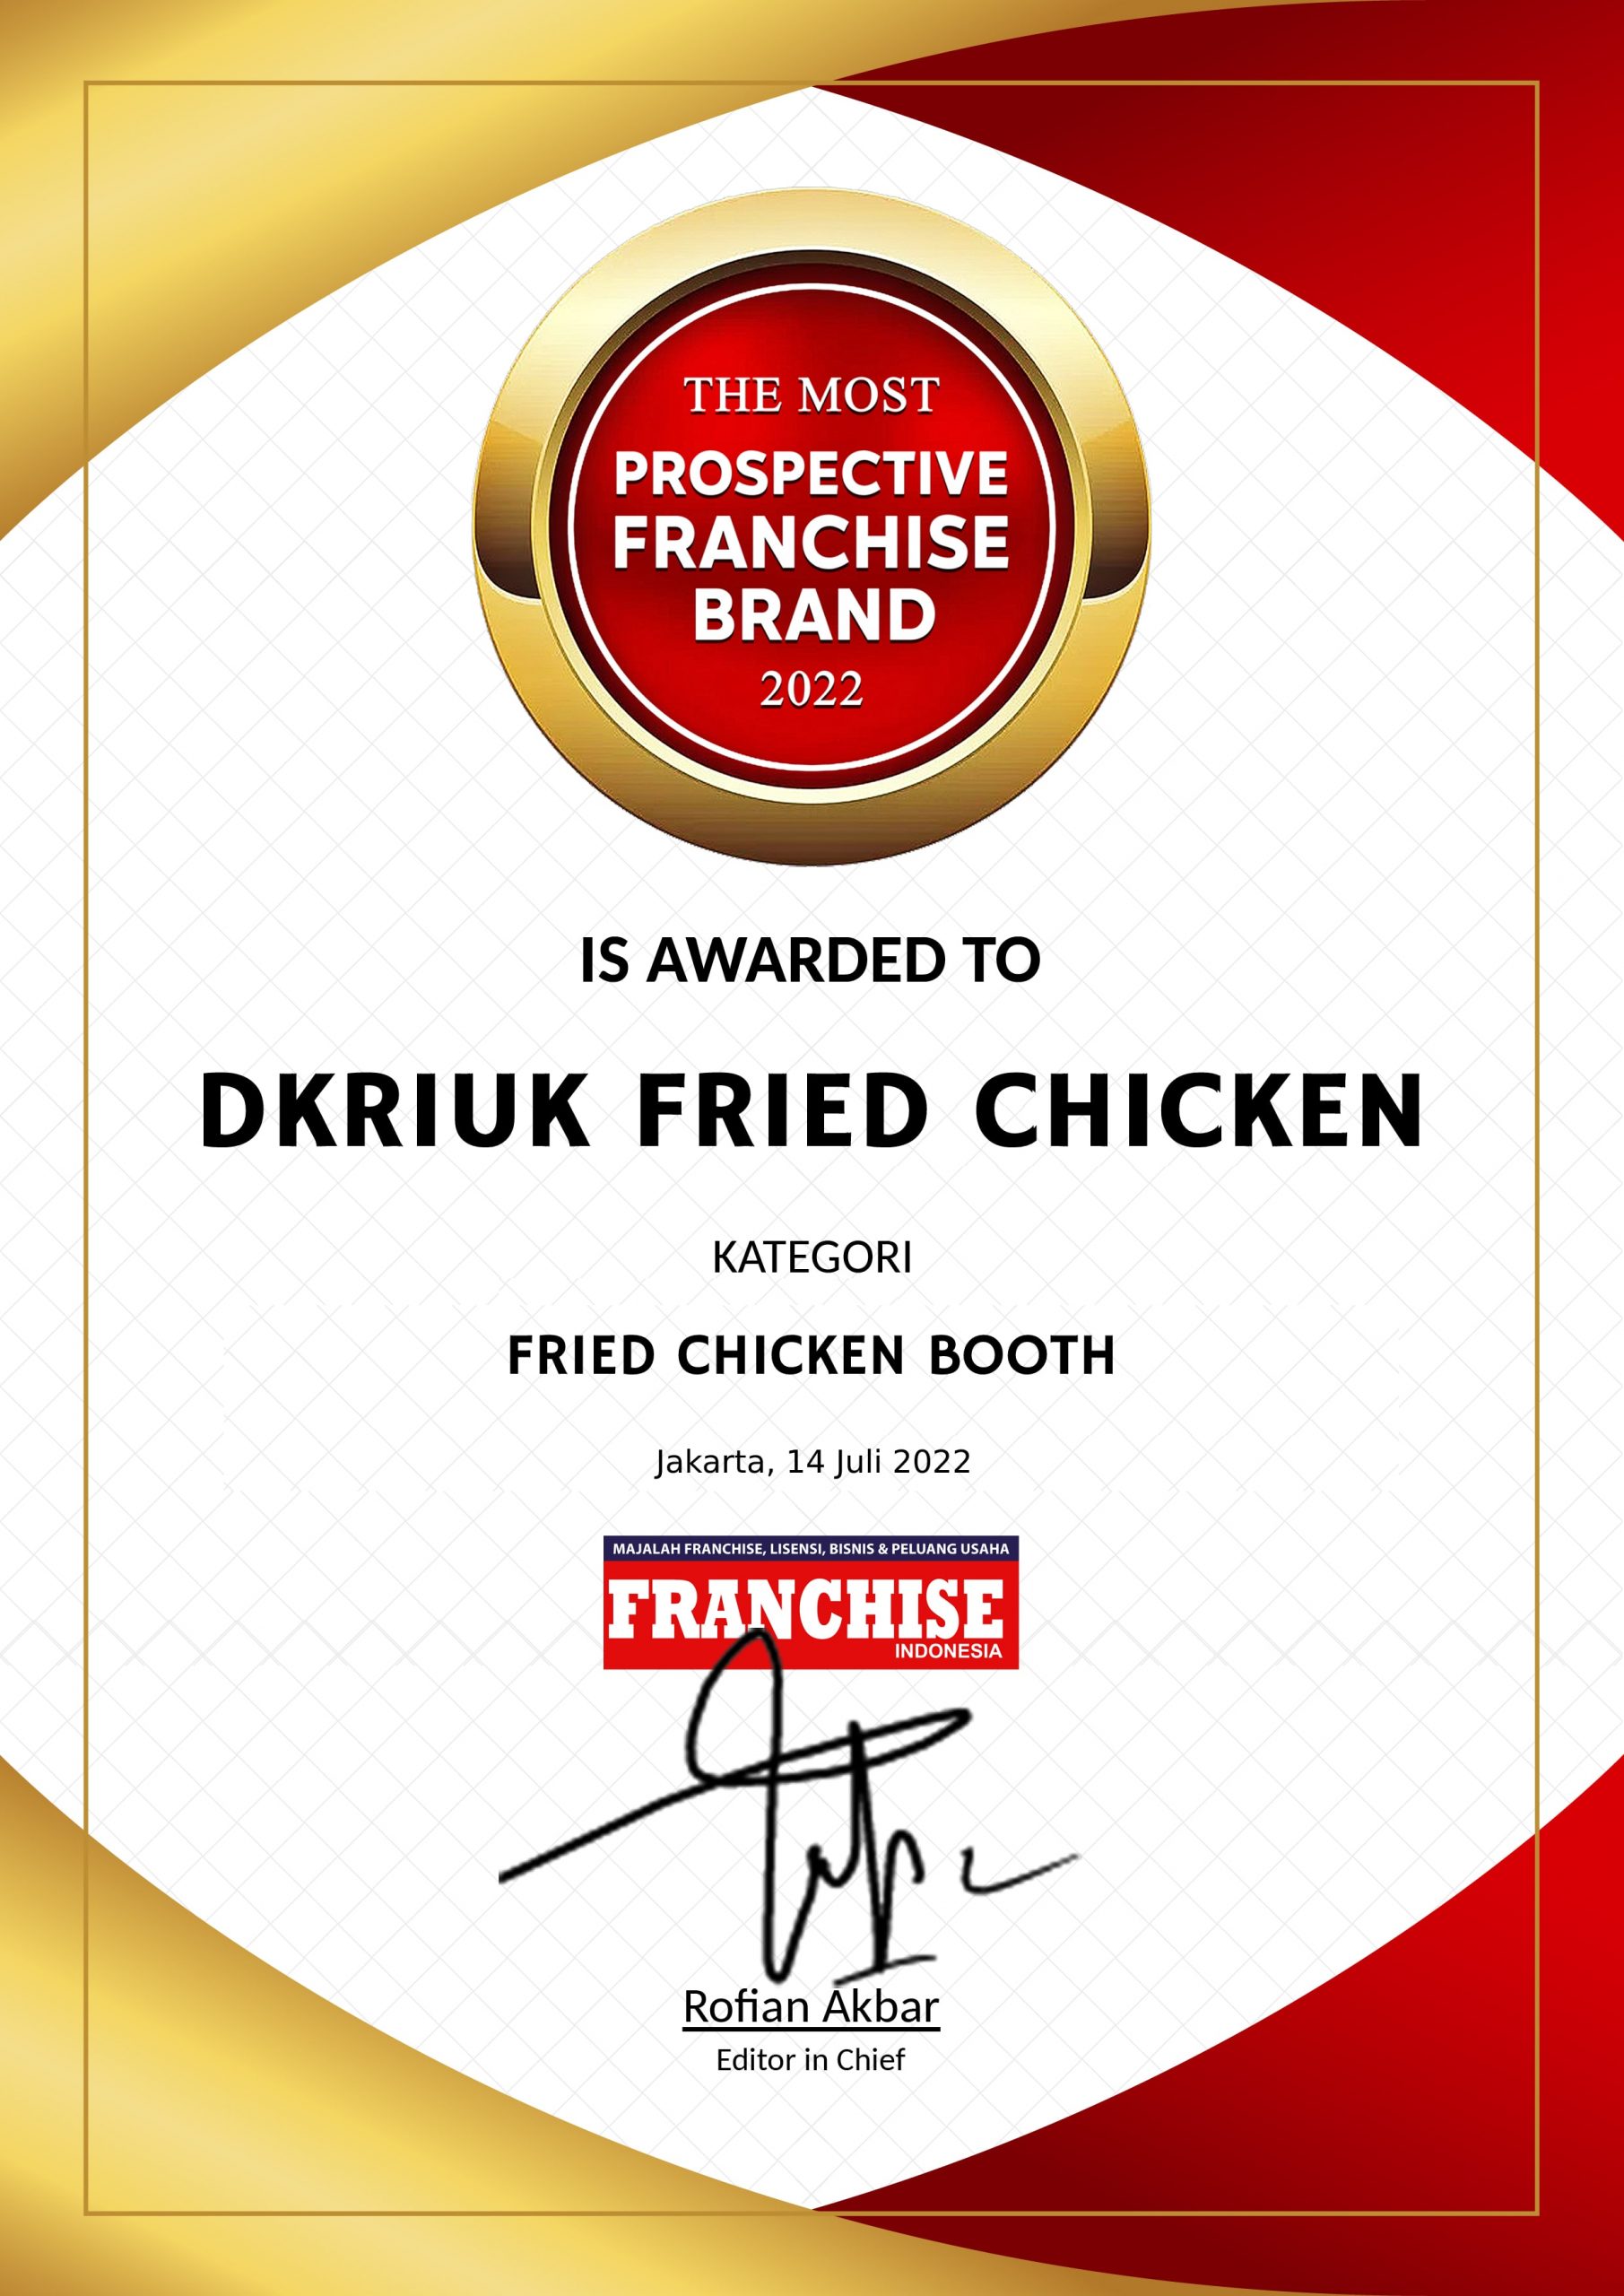 THE MOST
PROSPECTIVE
FRANCHISE
BRAND
2022
IS AWARDED TO
DKRIUK FRIED CHICKEN
KATEGORI
FRIED CHICKEN BOOTH
Jakarta, 14 Juli 2022
MAJALAH FRANCHISE, LISENSI, BISNIS & PELUANG USAHA
FRANCHISE
INDONESIA
Rofian Akbar
Editor in Chief